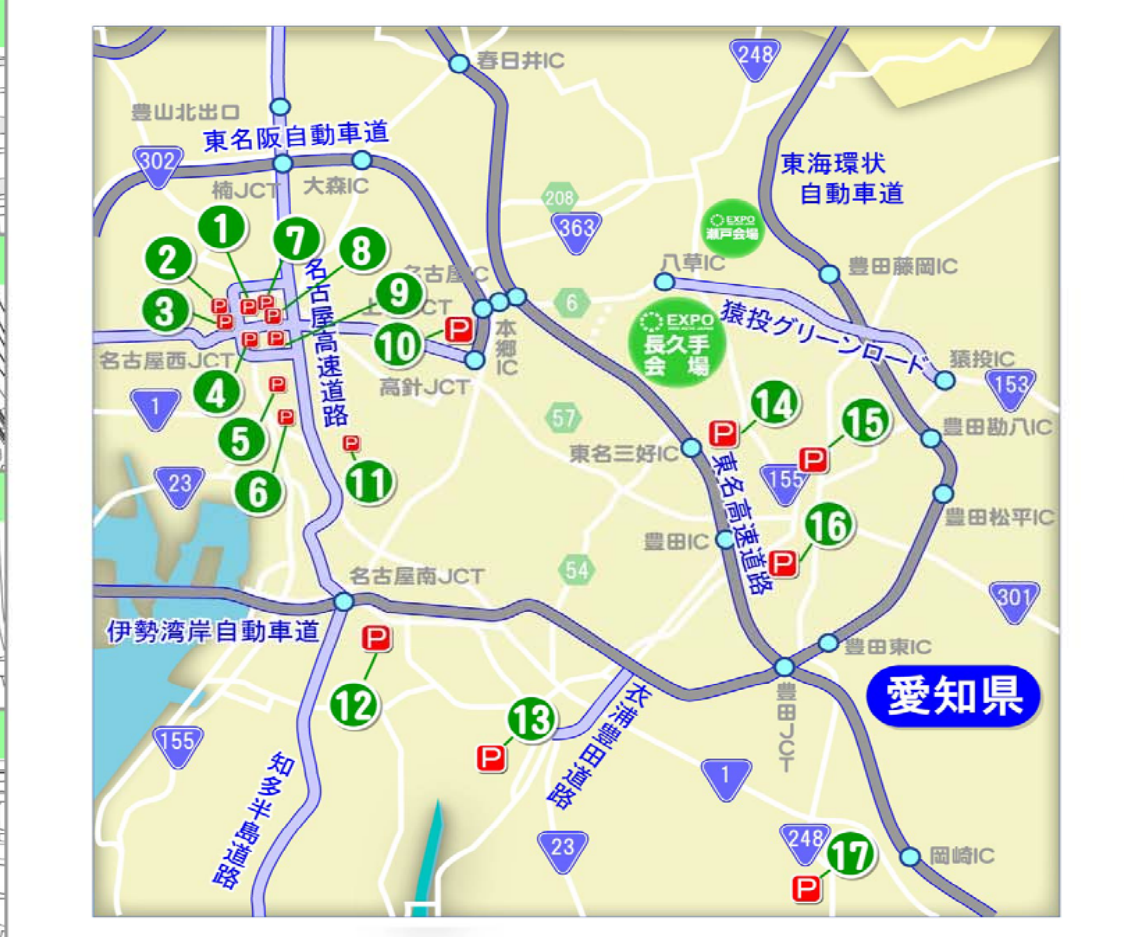 春日井IC
248
豊山北出口
東名阪自動車道
302
楠JCT
大森IC
東海環状
自動車道
208
363
EXPO
瀬戸会場
1
7
2
8
3
9
10
名古屋IC
八草IC
豊田藤岡IC
6
EXPO
長久手
会 場
猿投グリーンロード
猿投IC
153
名古屋高速道路
本郷IC
名古屋西JCT
高針JCT
P
P
P
P
P
P
P
P
P
P
P
4
5
6
11
1
23
57
14
15
P
P
東名三好IC
豊田勘八IC
155
東名高速道路
豊田松平IC
16
P
豊田IC
54
名古屋南JCT
301
伊勢湾岸自動車道
P
12
豊田東IC
愛知県
豊田JCT
13
P
衣浦豊田道路
155
知多半島道路
1
23
248
17
P
岡崎IC